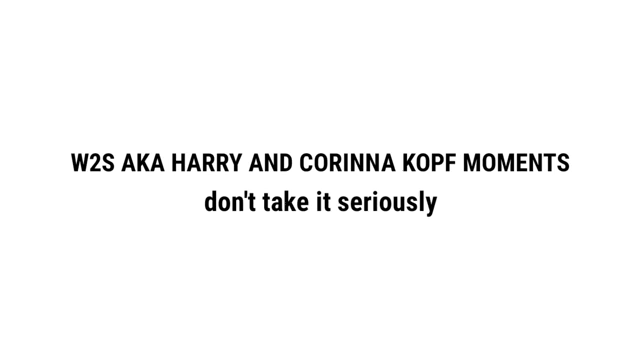 W2S AKA HARRY AND CORINNA KOPF MOMENTS
don't take it seriously